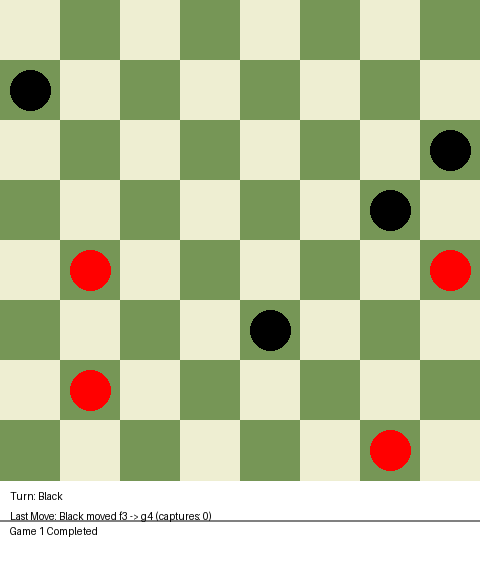 Turn: Black
Last Move: Black moved f3 -> g4 (captures: 0)
Game 1 Completed